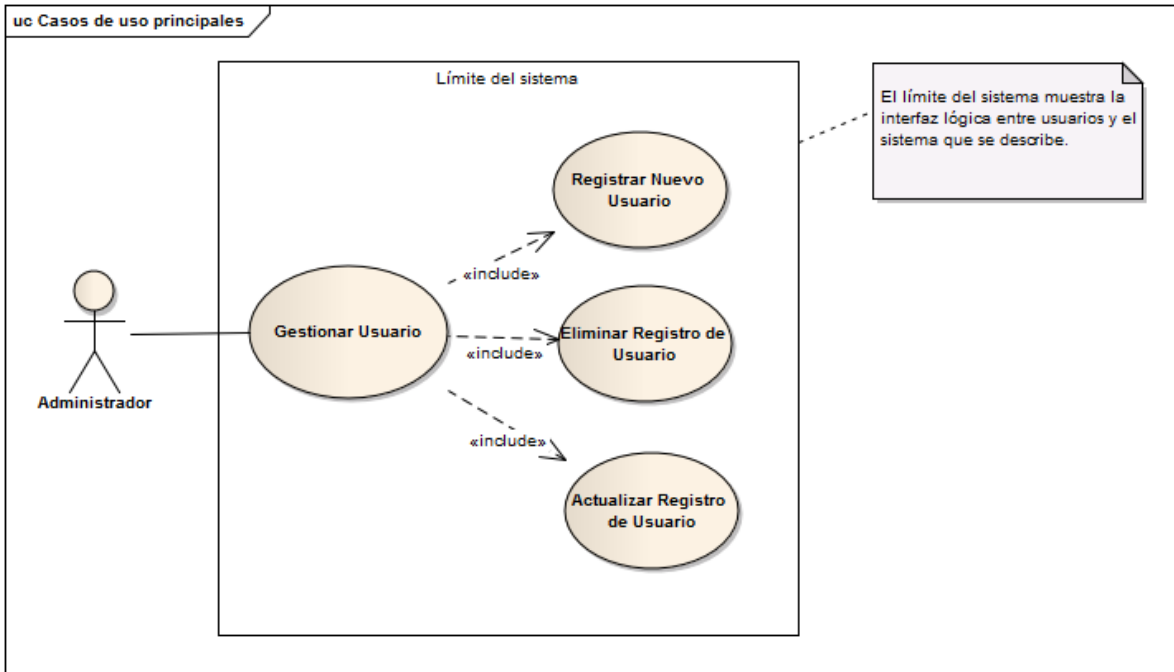 uc Casos de uso principales
Límite del sistema
El límite del sistema muestra la
interfaz lógica entre usuarios y el
sistema que se describe.
Registrar Nuevo
Usuario
«include»
Gestionar Usuario
«include»
Eliminar Registro de
Usuario
Administrador
«include»
Actualizar Registro
de Usuario